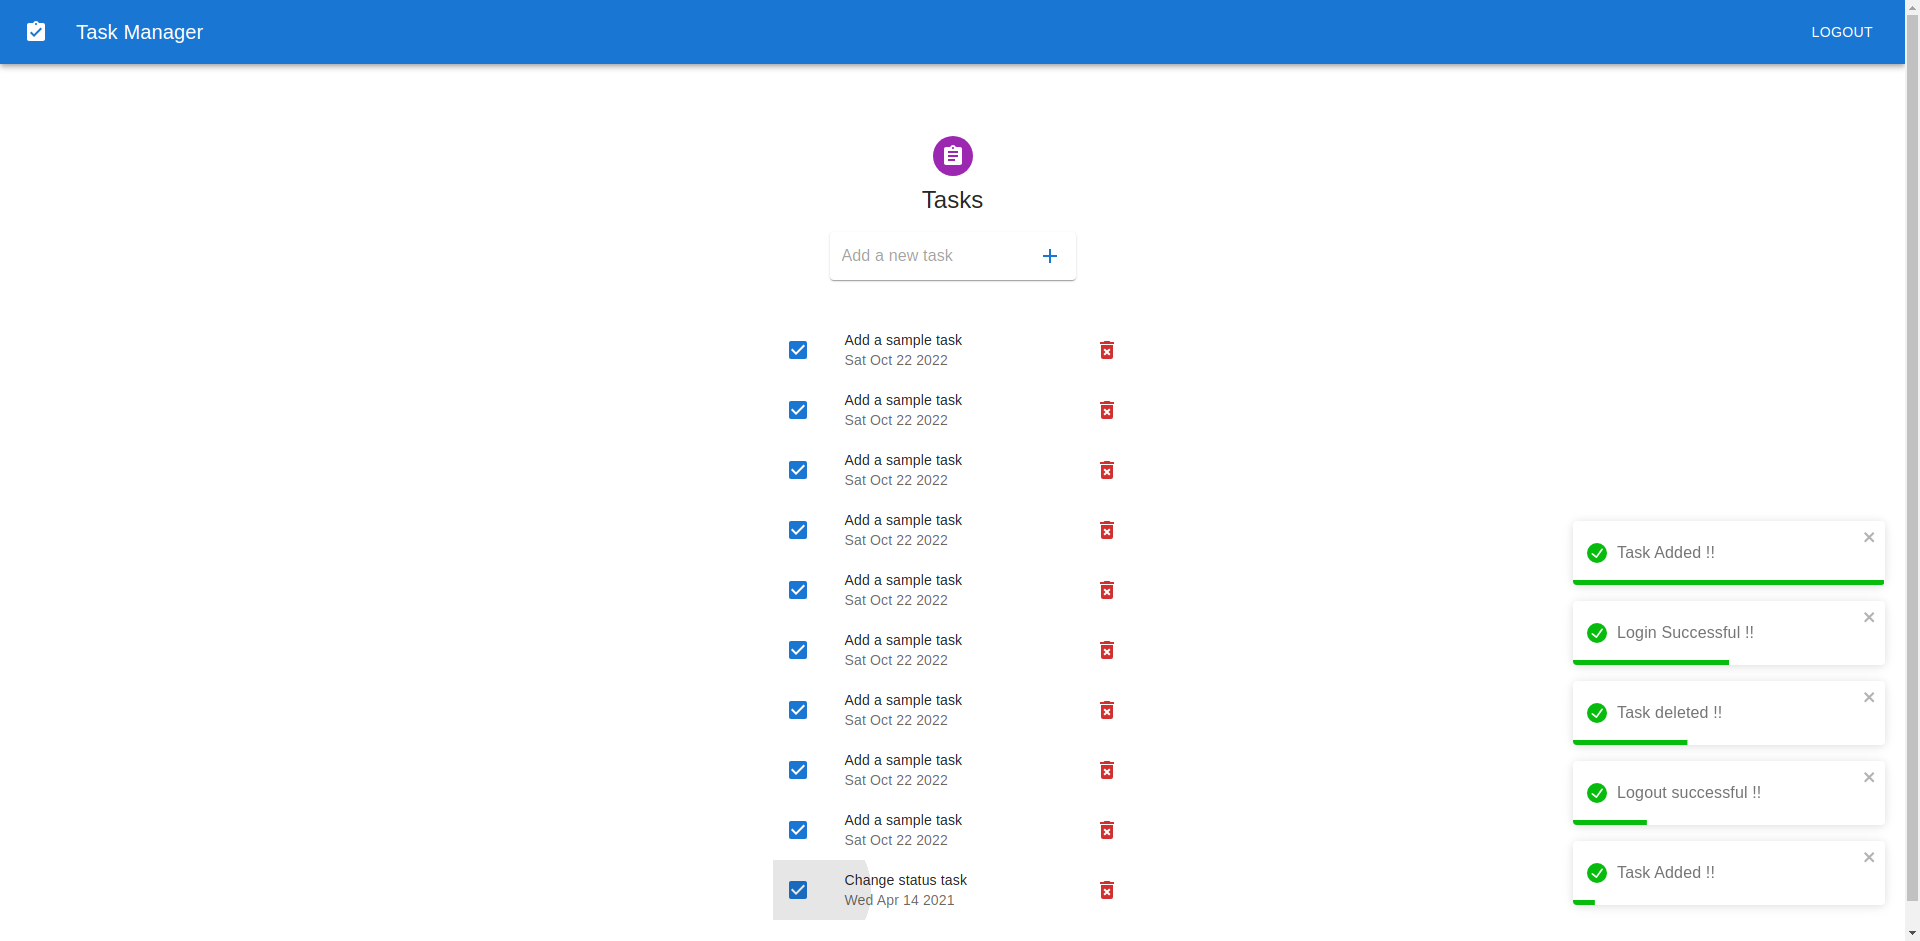 Task Manager
LOGOUT
Tasks
Add a new task
Add a sample task
Sat Oct 22 2022
Add a sample task
Sat Oct 22 2022
Add a sample task
Sat Oct 22 2022
Add a sample task
Sat Oct 22 2022
Add a sample task
Sat Oct 22 2022
Add a sample task
Sat Oct 22 2022
Add a sample task
Sat Oct 22 2022
Add a sample task
Sat Oct 22 2022
Add a sample task
Sat Oct 22 2022
Change status task
Wed Apr 14 2021
Task Added !!
Login Successful !!
Task deleted !!
Logout successful !!
Task Added !!